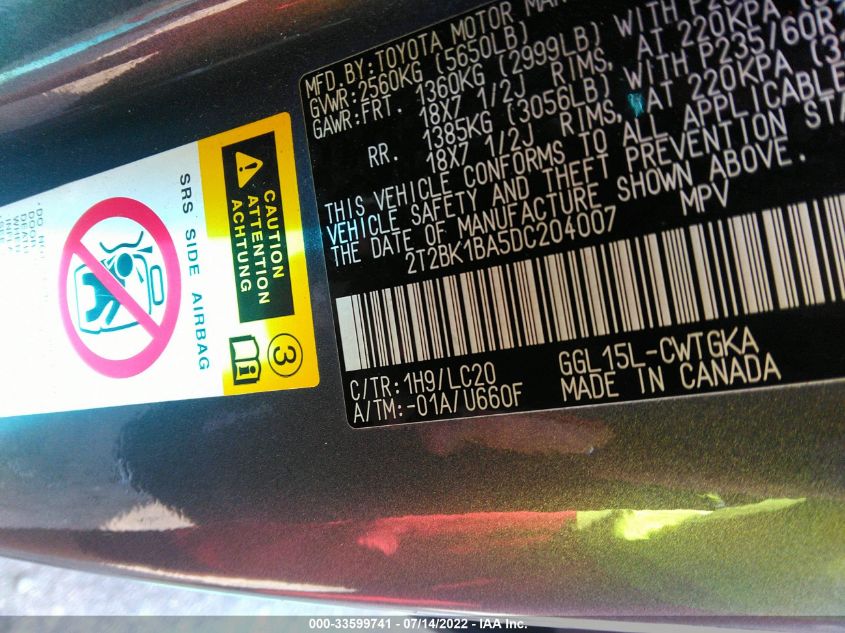 MFD. BY: TOYOTA MOTOR MAN
GVWR: 2560KG (5650LB)
GAWR: FRT. 1360KG (2999LB) WITH
18X7 1/2J RIMS, AT 220KPA
RR. 1385KG (3056LB) WITH P235/60R
18X7 1/2J RIMS, AT 220KPA
THIS VEHICLE CONFORMS TO ALL APPLICABLE
VEHICLE SAFETY AND THEFT PREVENTION
THE DATE OF MANUFACTURE SHOWN ABOVE.
2T2BK1BA5DC204007 MPV
C/TR: 1H9/LC20 GGL15L-CWTGKA
A/TM: -01A/U660F MADE IN CANADA
CAUTION
ATTENTION
ACHTUNG
3
SRS SIDE AIRBAG
000-33599741 - 07/14/2022 - IAA Inc.